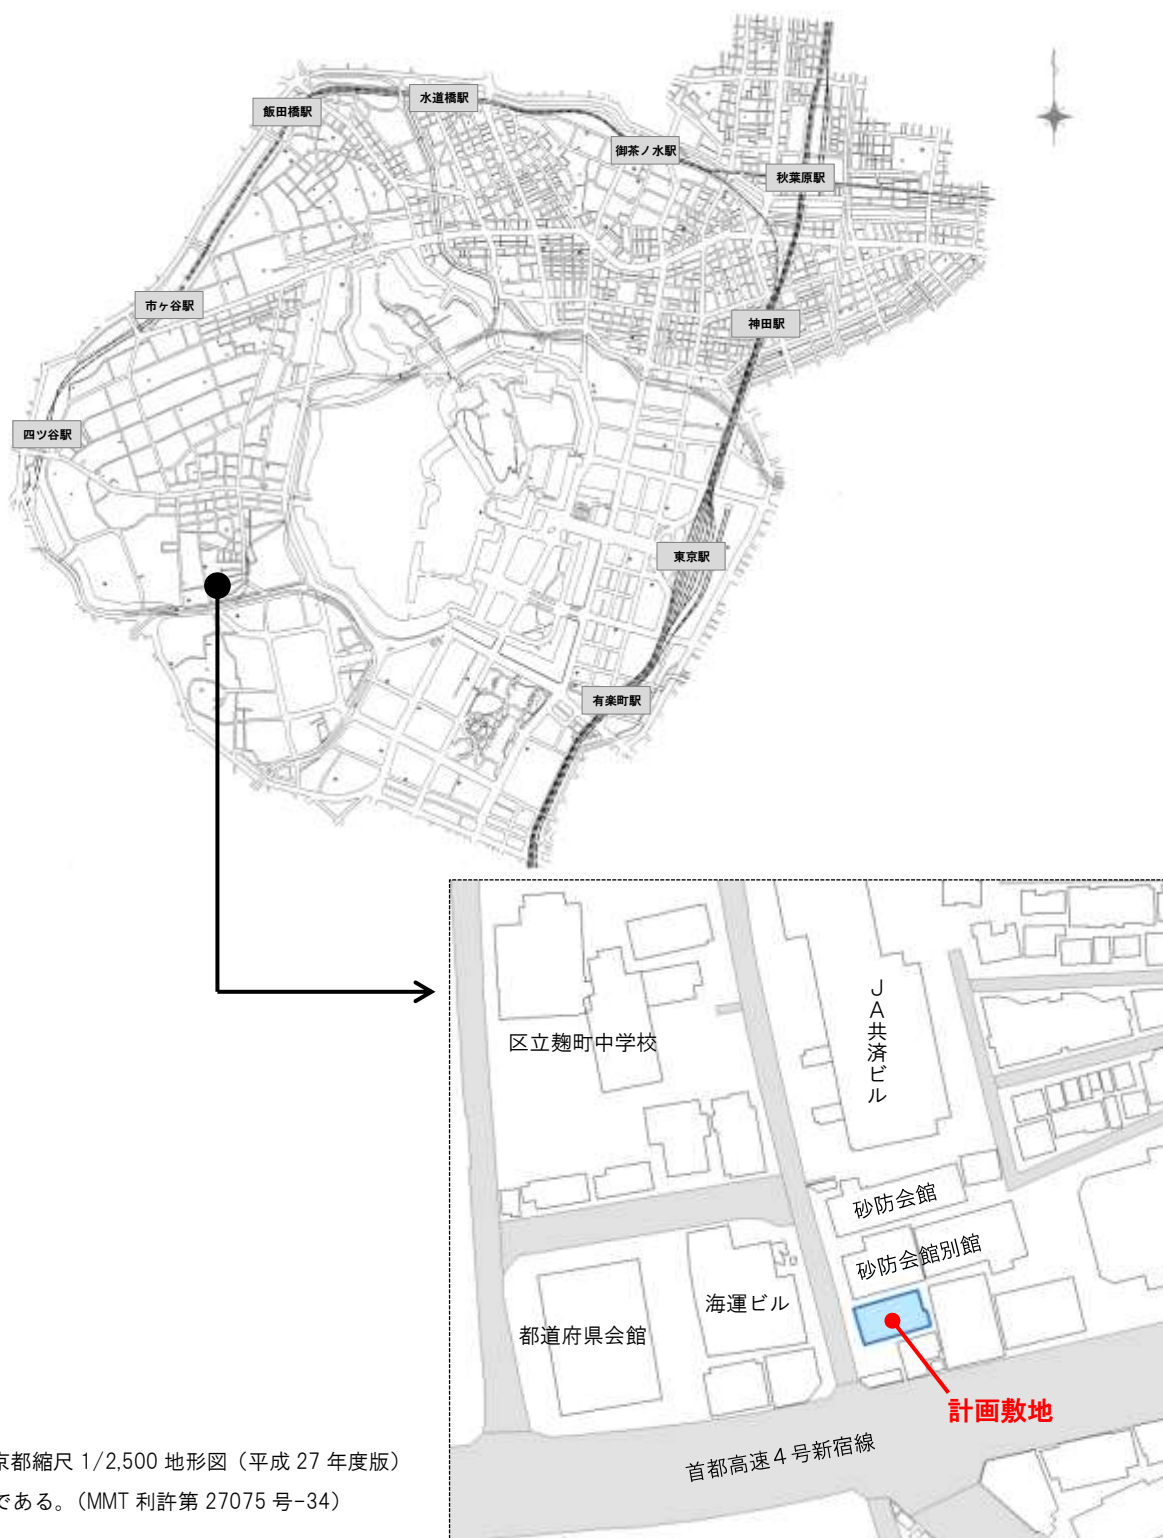 飯田橋駅
水道橋駅
御茶ノ水駅
秋葉原駅
市ヶ谷駅
神田駅
四ツ谷駅
東京駅
有楽町駅
区立麹町中学校
JA共済ビル
砂防会館
砂防会館別館
海運ビル
都道府県会館
計画敷地
首都高速4号新宿線
京都縮尺 1/2,500 地形図（平成 27 年度版）
である。（MMT 利許第 27075 号-34）